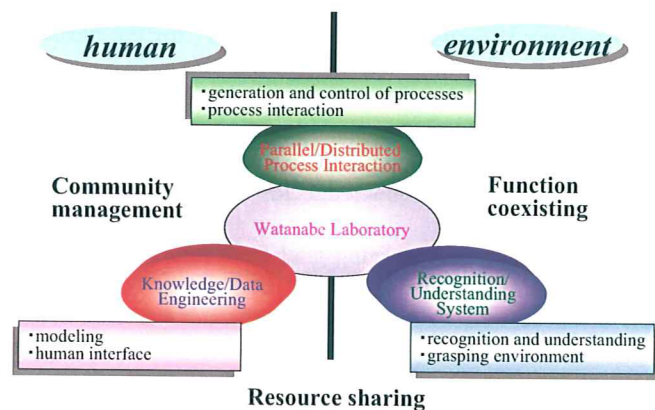 human
environment
・generation and control of processes
・process interaction
Parallel/Distributed
Process Interaction
Community
management
Function
coexisting
Watanabe Laboratory
Knowledge/Data
Engineering
Recognition/
Understanding
System
・modeling
・human interface
・recognition and understanding
・grasping environment
Resource sharing